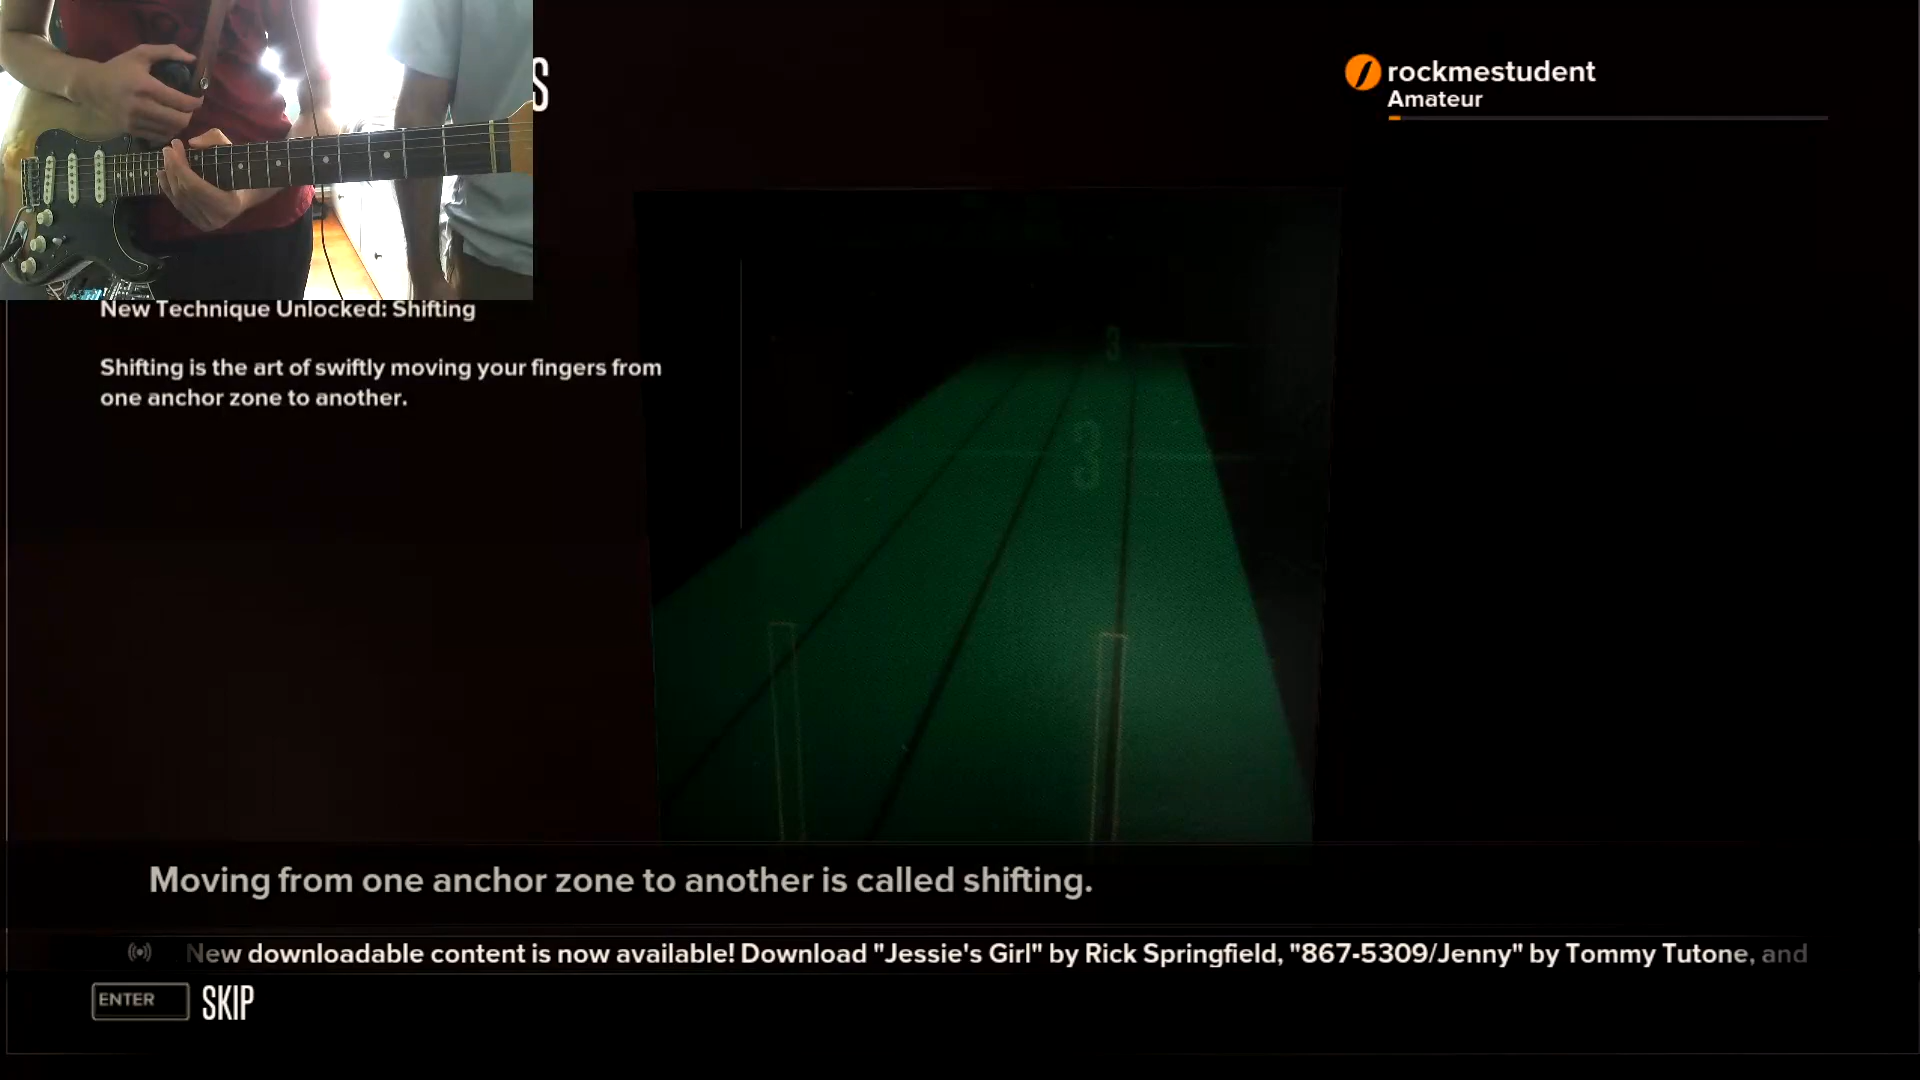 S
rockmestudent
Amateur
New Technique Unlocked: Shifting
Shifting is the art of swiftly moving your fingers from
one anchor zone to another.
3
3
Moving from one anchor zone to another is called shifting.
New downloadable content is now available! Download "Jessie's Girl" by Rick Springfield, "867-5309/Jenny" by Tommy Tutone, and
ENTER SKIP